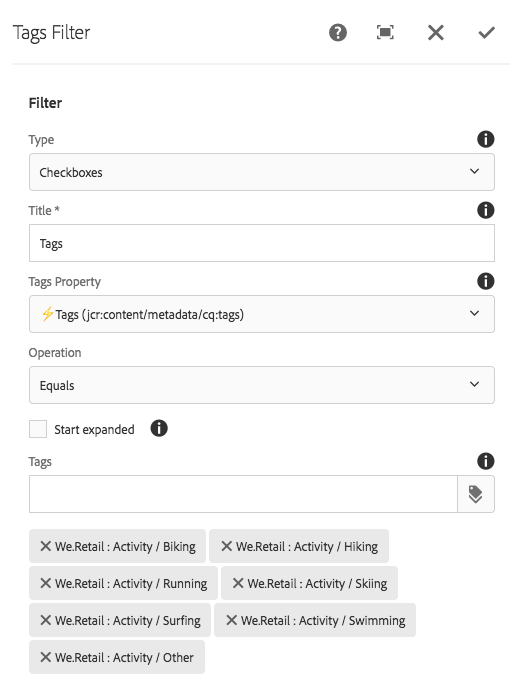 Tags Filter
Filter
Type
Checkboxes
Title *
Tags
Tags Property
⚡Tags (jcr:content/metadata/cq:tags)
Operation
Equals
Start expanded
Tags
We.Retail : Activity / Biking We.Retail : Activity / Hiking
We.Retail : Activity / Running We.Retail : Activity / Skiing
We.Retail : Activity / Surfing We.Retail : Activity / Swimming
We.Retail : Activity / Other